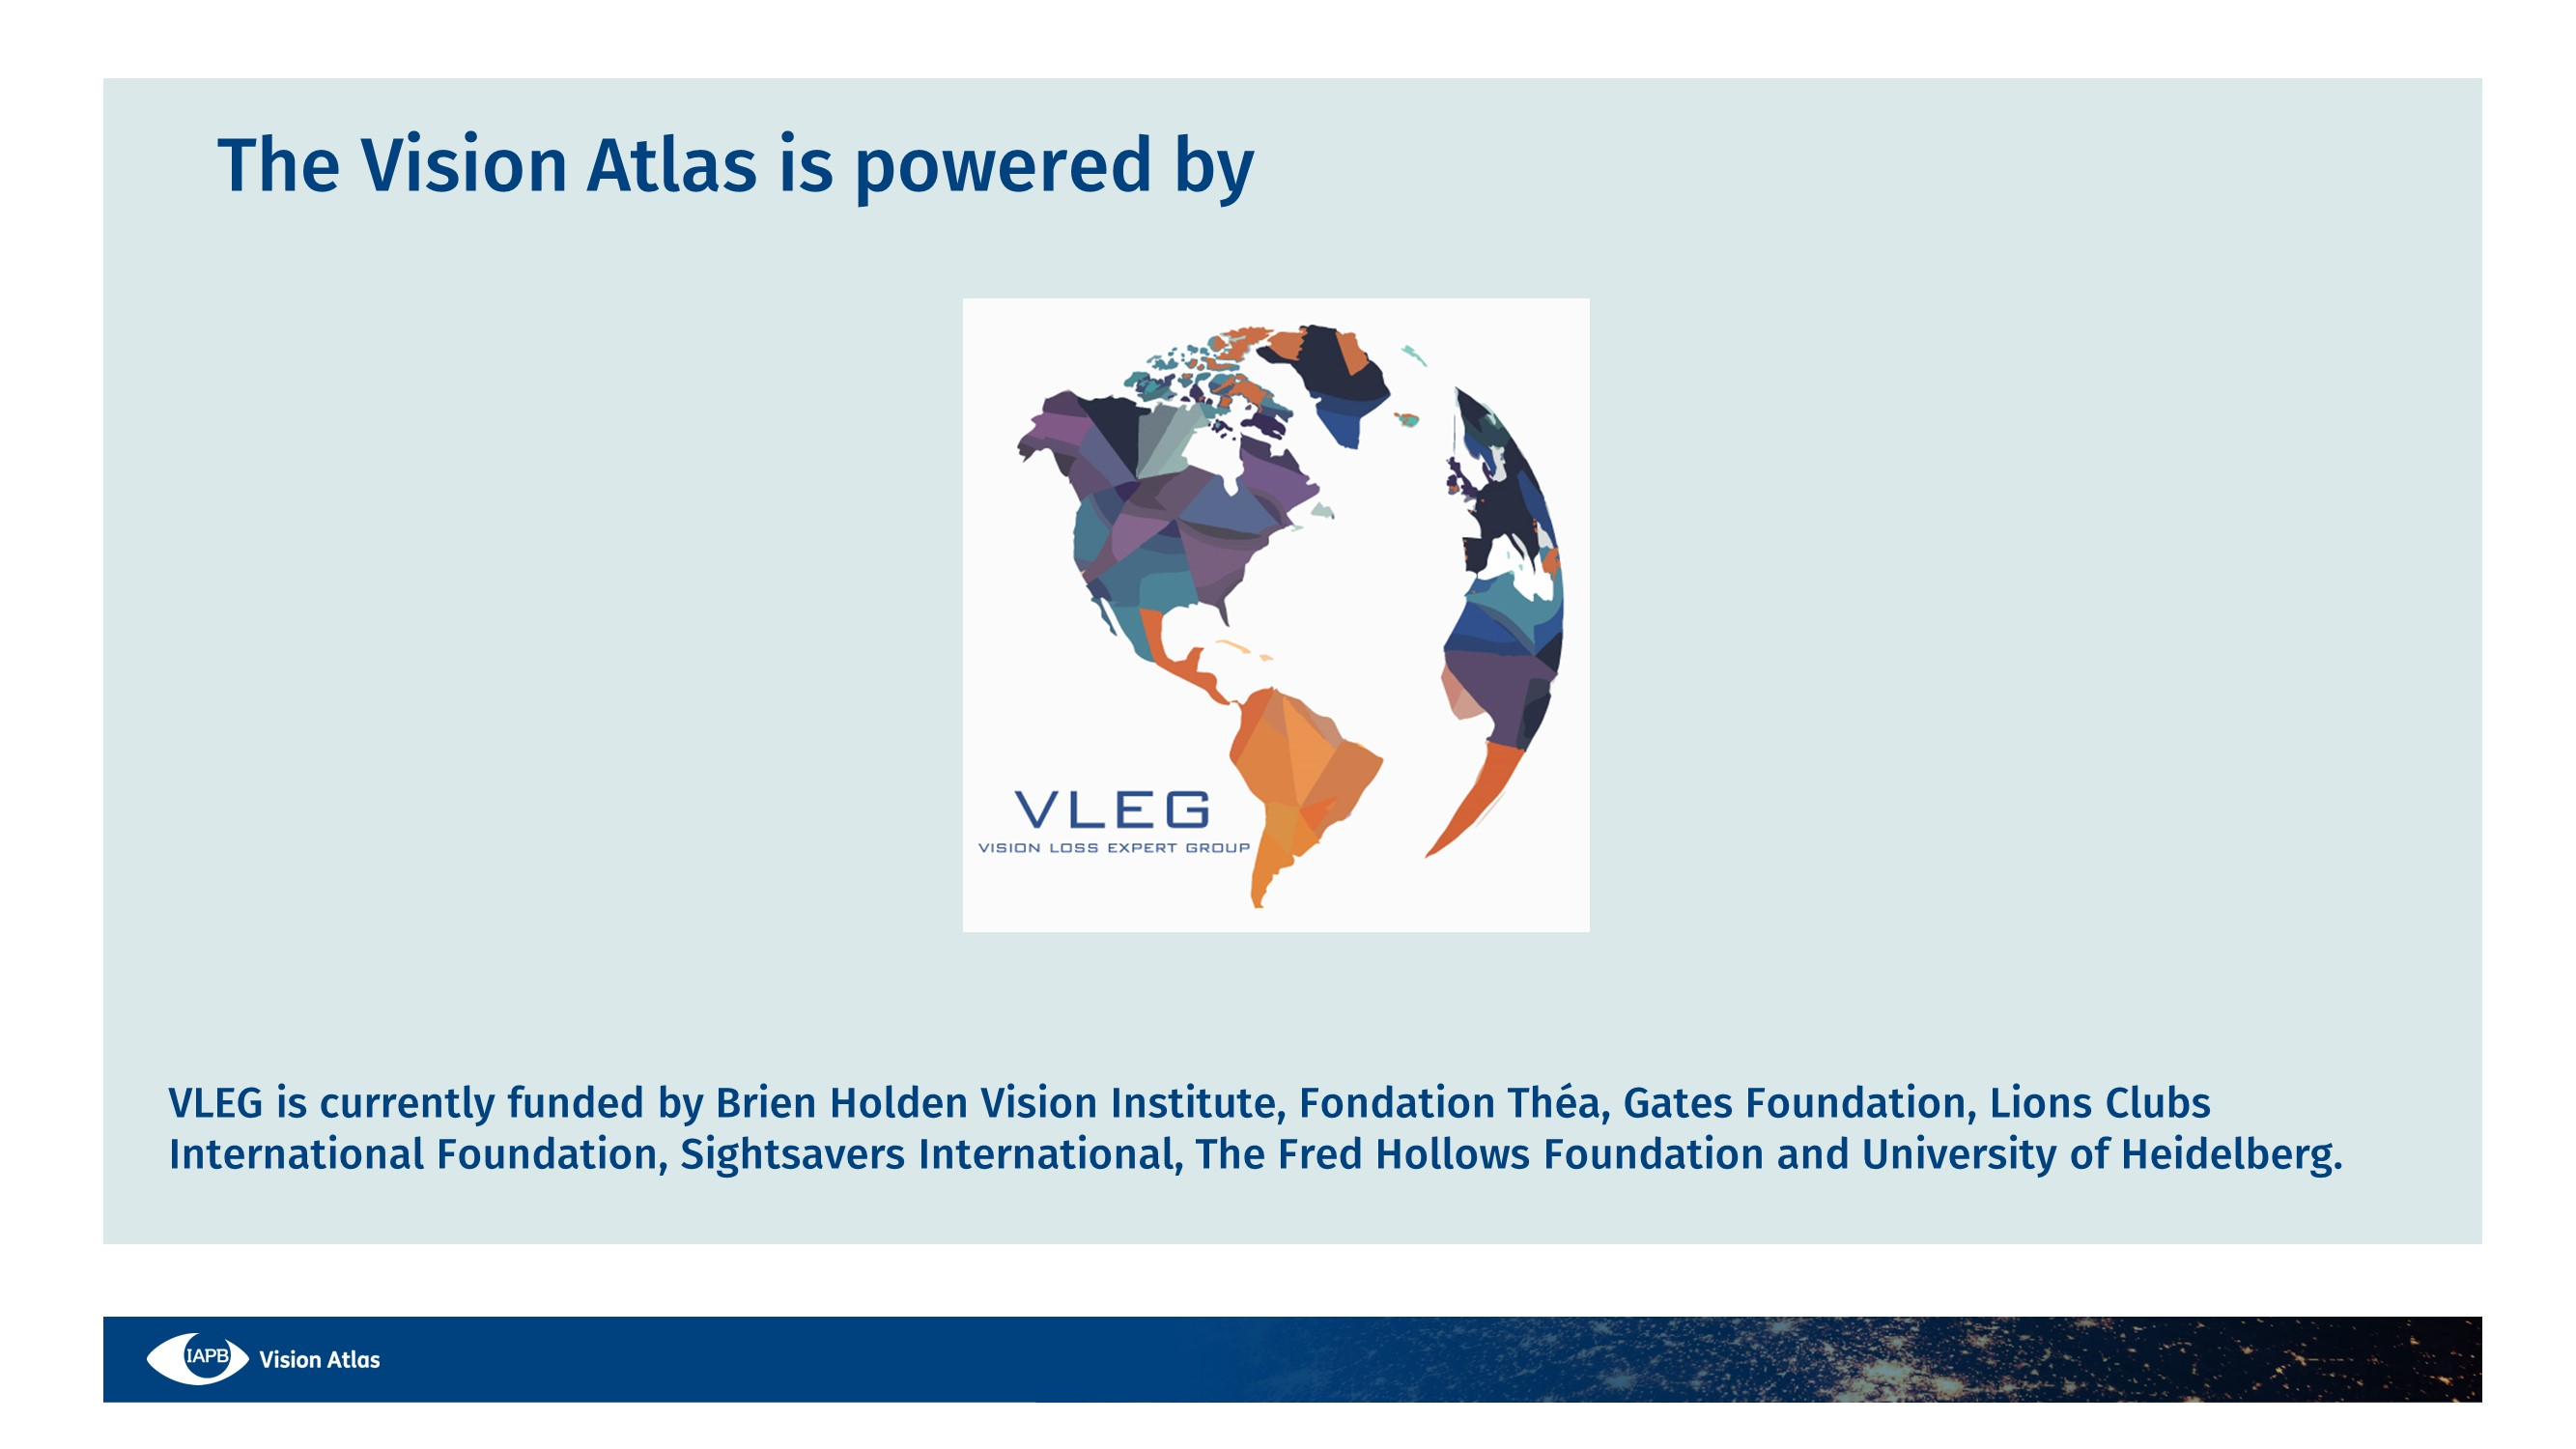 The Vision Atlas is powered by
VLEG
VISION LOSS EXPERT GROUP
VLEG is currently funded by Brien Holden Vision Institute, Fondation Théa, Gates Foundation, Lions Clubs
International Foundation, Sightsavers International, The Fred Hollows Foundation and University of Heidelberg.
IAPB Vision Atlas